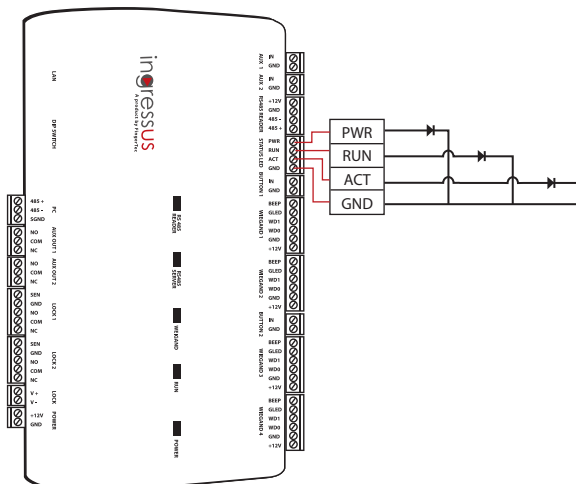 ingressus
A product by FingerTec
LAN
DIP SWITCH
485 +
485 -
SGND
PC
NO
COM
NC
AUX OUT 1
NO
COM
NC
AUX OUT 2
SEN
GND
NO
COM
NC
LOCK 1
SEN
GND
NO
COM
NC
LOCK 2
V +
V -
LOCK
+12V
GND
POWER
RS 485
READER
RS485
SERVER
WEIGAND
RUN
POWER
AUX 1
IN
GND
AUX 2
IN
GND
RS485 READER
+12V
GND
485 -
485 +
STATUS LED
PWR
RUN
ACT
GND
BUTTON 1
IN
GND
WIEGAND 1
BEEP
GLED
WD1
WD0
GND
+12V
WIEGAND 2
BEEP
GLED
WD1
WD0
GND
+12V
BUTTON 2
IN
GND
WIEGAND 3
BEEP
GLED
WD1
WD0
GND
+12V
WIEGAND 4
BEEP
GLED
WD1
WD0
GND
+12V
PWR
RUN
ACT
GND